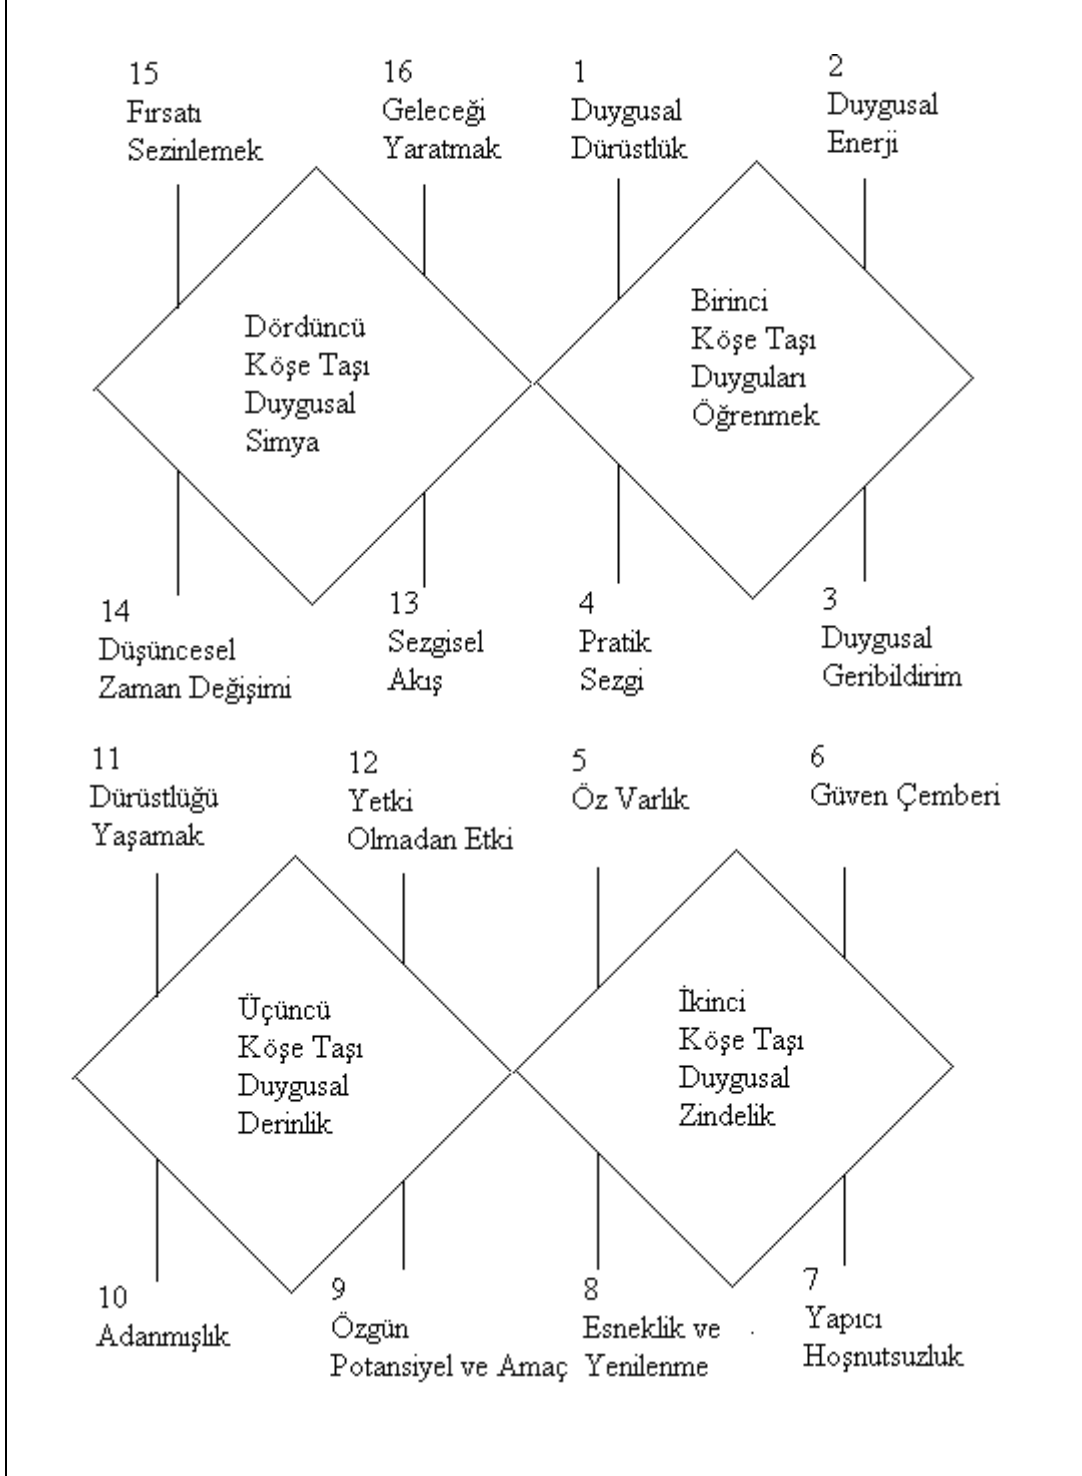 15
Fırsatı
Sezinlemek
16
Geleceği
Yaratmak
1
Duygusal
Dürüstlük
2
Duygusal
Enerji
Dördüncü
Köşe Taşı
Duygusal
Simya
Birinci
Köşe Taşı
Duyguları
Öğrenmek
14
Düşüncesel
Zaman Değişimi
13
Sezgisel
Akış
4
Pratik
Sezgi
3
Duygusal
Geribildirim
11
Dürüstlüğü
Yaşamak
12
Yetki
Olmadan Etki
5
Öz Varlık
6
Güven Çemberi
Üçüncü
Köşe Taşı
Duygusal
Derinlik
İkinci
Köşe Taşı
Duygusal
Zindelik
10
Adanmışlık
9
Özgün
Potansiyel ve Amaç
8
Esneklik ve
Yenilenme
7
Yapıcı
Hoşnutsuzluk